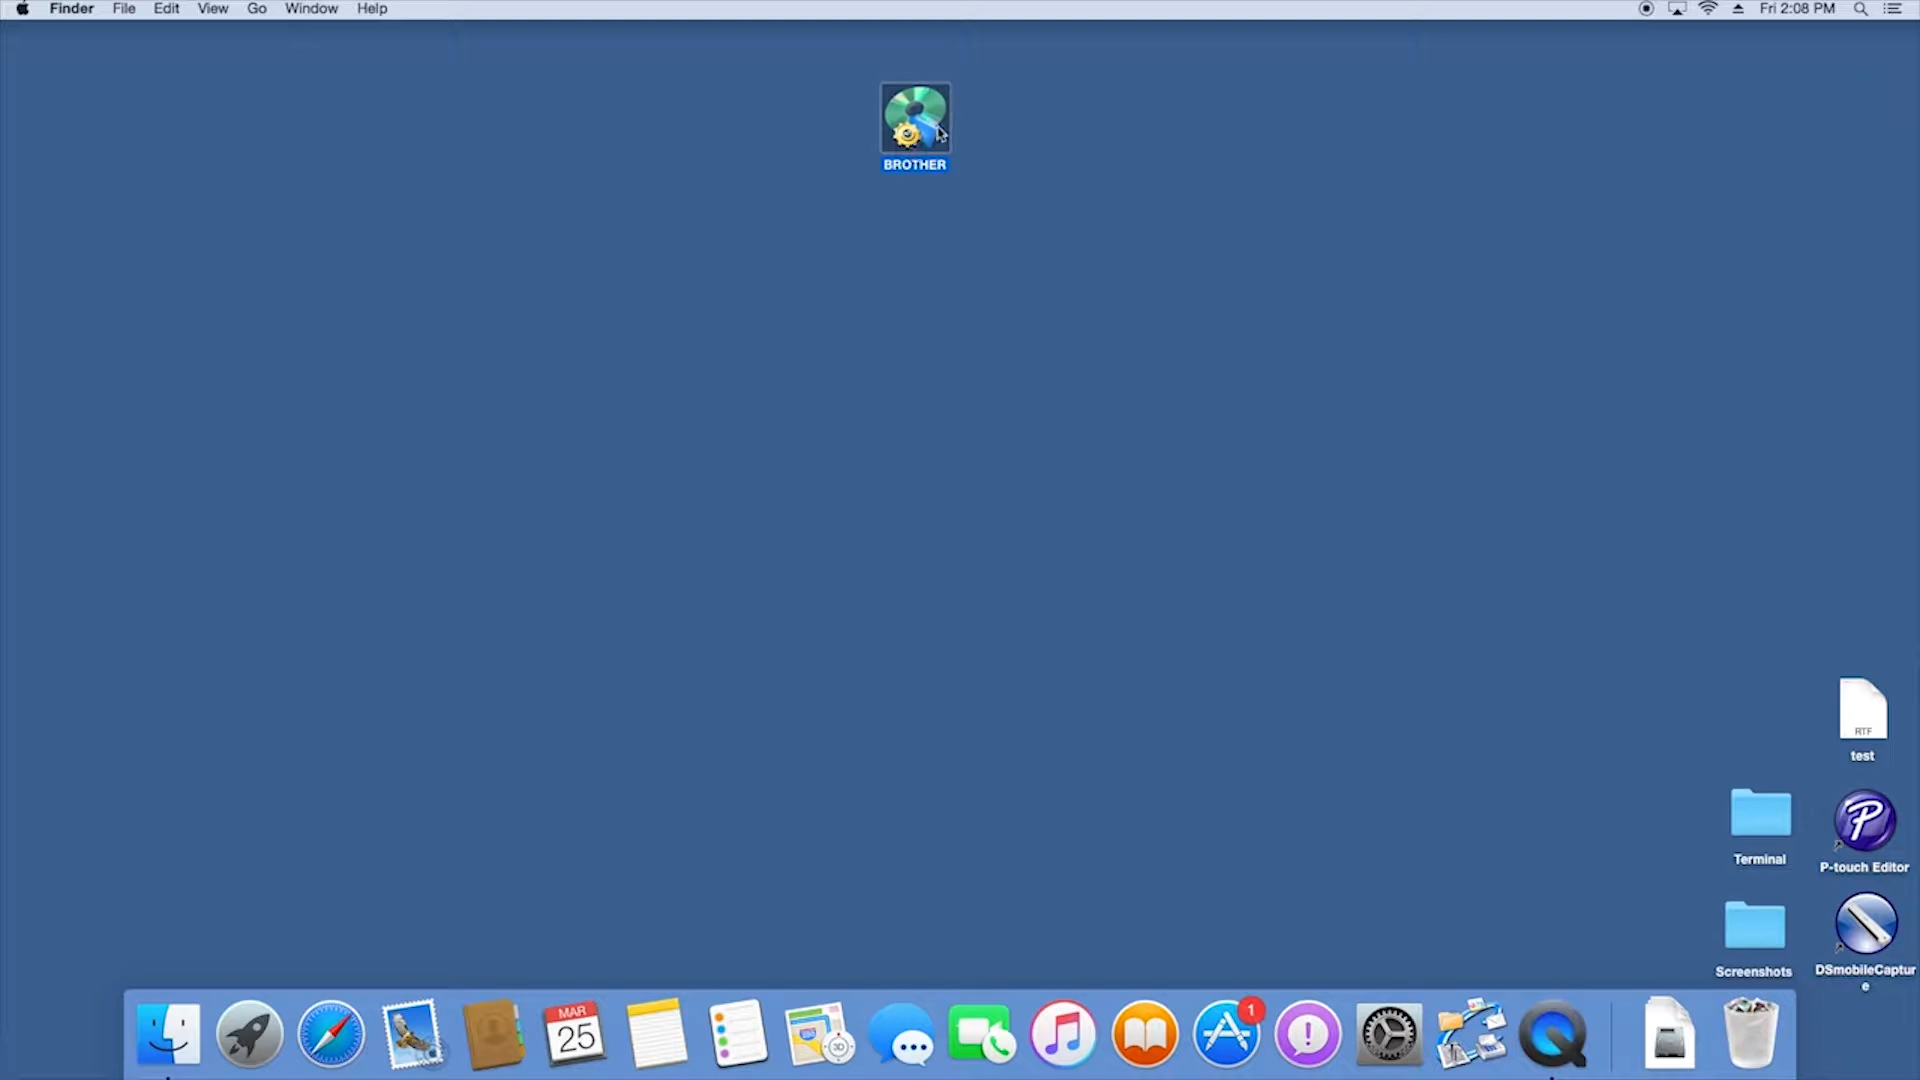 Finder File Edit View Go Window Help
Fri 2:08 PM
BROTHER
RTF
test
Terminal
P-touch Editor
Screenshots
DSmobileCaptur
e
MAR
25
3D
1